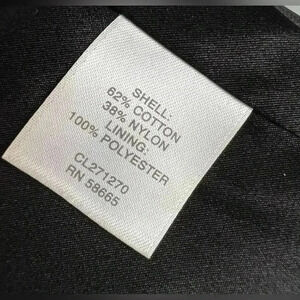 SHELL:
62% COTTON
38% NYLON
LINING:
100% POLYESTER
CL271270
RN 58665